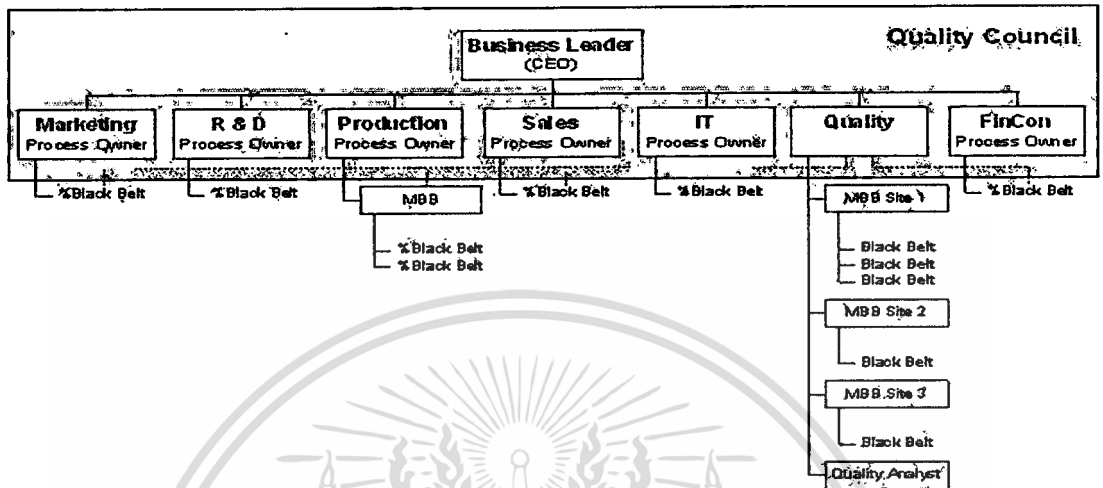 Quality Council
Business Leader
(CEO)
Marketing
Process Owner
R & D
Process Owner
Production
Process Owner
Sales
Process Owner
IT
Process Owner
Quality
FinCon
Process Owner
%Black Belt
%Black Belt
MBB
%Black Belt
%Black Belt
%Black Belt
%Black Belt
MBB Site 1
Black Belt
Black Belt
Black Belt
MBB Site 2
Black Belt
MBB Site 3
Black Belt
Quality Analyst
%Black Belt